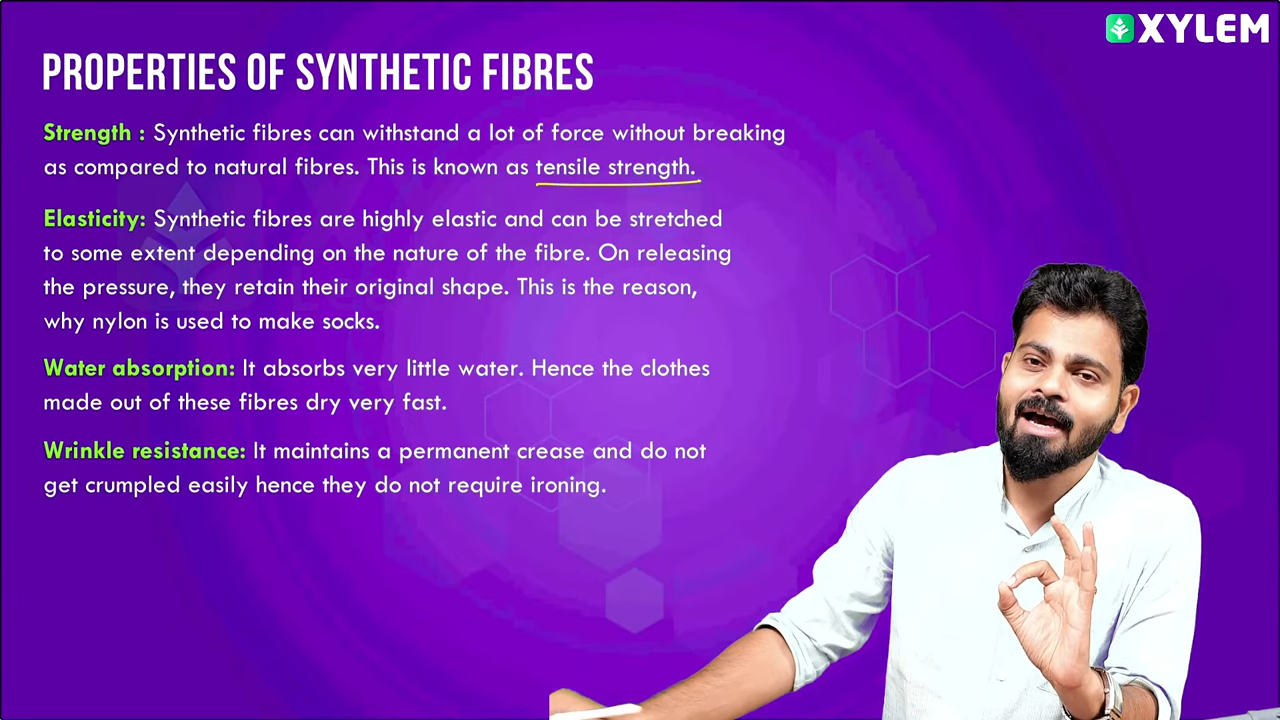 XYLEM
PROPERTIES OF SYNTHETIC FIBRES
Strength : Synthetic fibres can withstand a lot of force without breaking
as compared to natural fibres. This is known as tensile strength.
Elasticity: Synthetic fibres are highly elastic and can be stretched
to some extent depending on the nature of the fibre. On releasing
the pressure, they retain their original shape. This is the reason,
why nylon is used to make socks.
Water absorption: It absorbs very little water. Hence the clothes
made out of these fibres dry very fast.
Wrinkle resistance: It maintains a permanent crease and do not
get crumpled easily hence they do not require ironing.